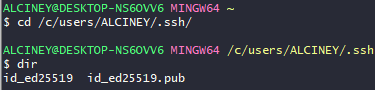 ALCINEY@DESKTOP-NS6OVV6 MINGW64 ~
$ cd /c/users/ALCINEY/.ssh/
ALCINEY@DESKTOP-NS6OVV6 MINGW64 /c/users/ALCINEY/.ssh
$ dir
id_ed25519  id_ed25519.pub